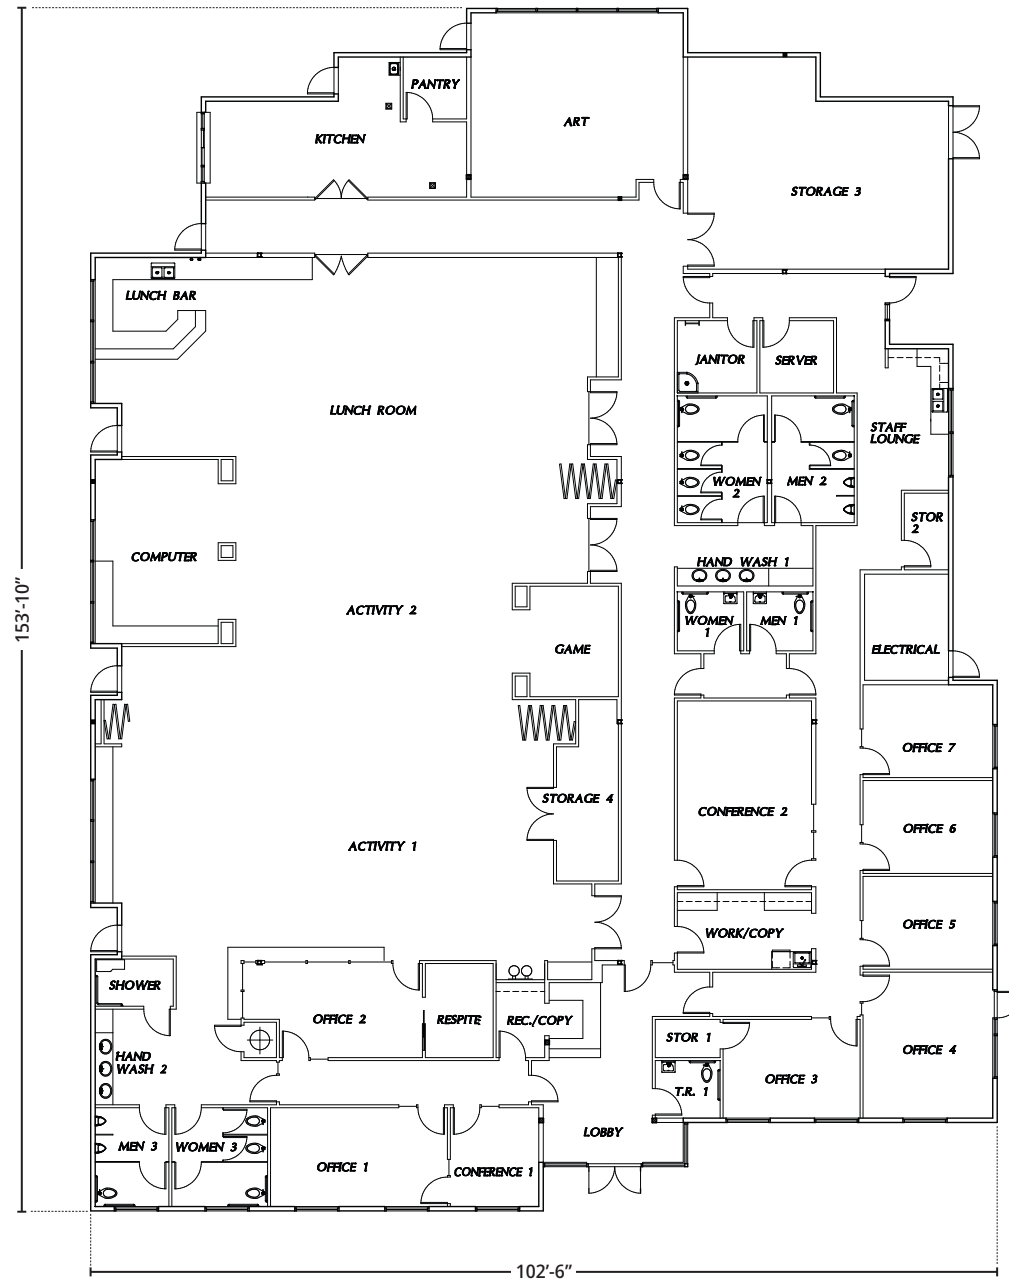 PANTRY
ART
KITCHEN
STORAGE 3
LUNCH BAR
JANITOR
SERVER
LUNCH ROOM
STAFF
LOUNGE
WOMEN
2
MEN 2
STOR
2
COMPUTER
HAND WASH 1
153'-10"
ACTIVITY 2
WOMEN
1
MEN 1
GAME
ELECTRICAL
OFFICE 7
STORAGE 4
CONFERENCE 2
OFFICE 6
ACTIVITY 1
OFFICE 5
WORK/COPY
SHOWER
OFFICE 2
RESPITE
REC./COPY
STOR 1
OFFICE 4
HAND
WASH 2
OFFICE 3
T.R. 1
LOBBY
MEN 3
WOMEN 3
OFFICE 1
CONFERENCE 1
102'-6"